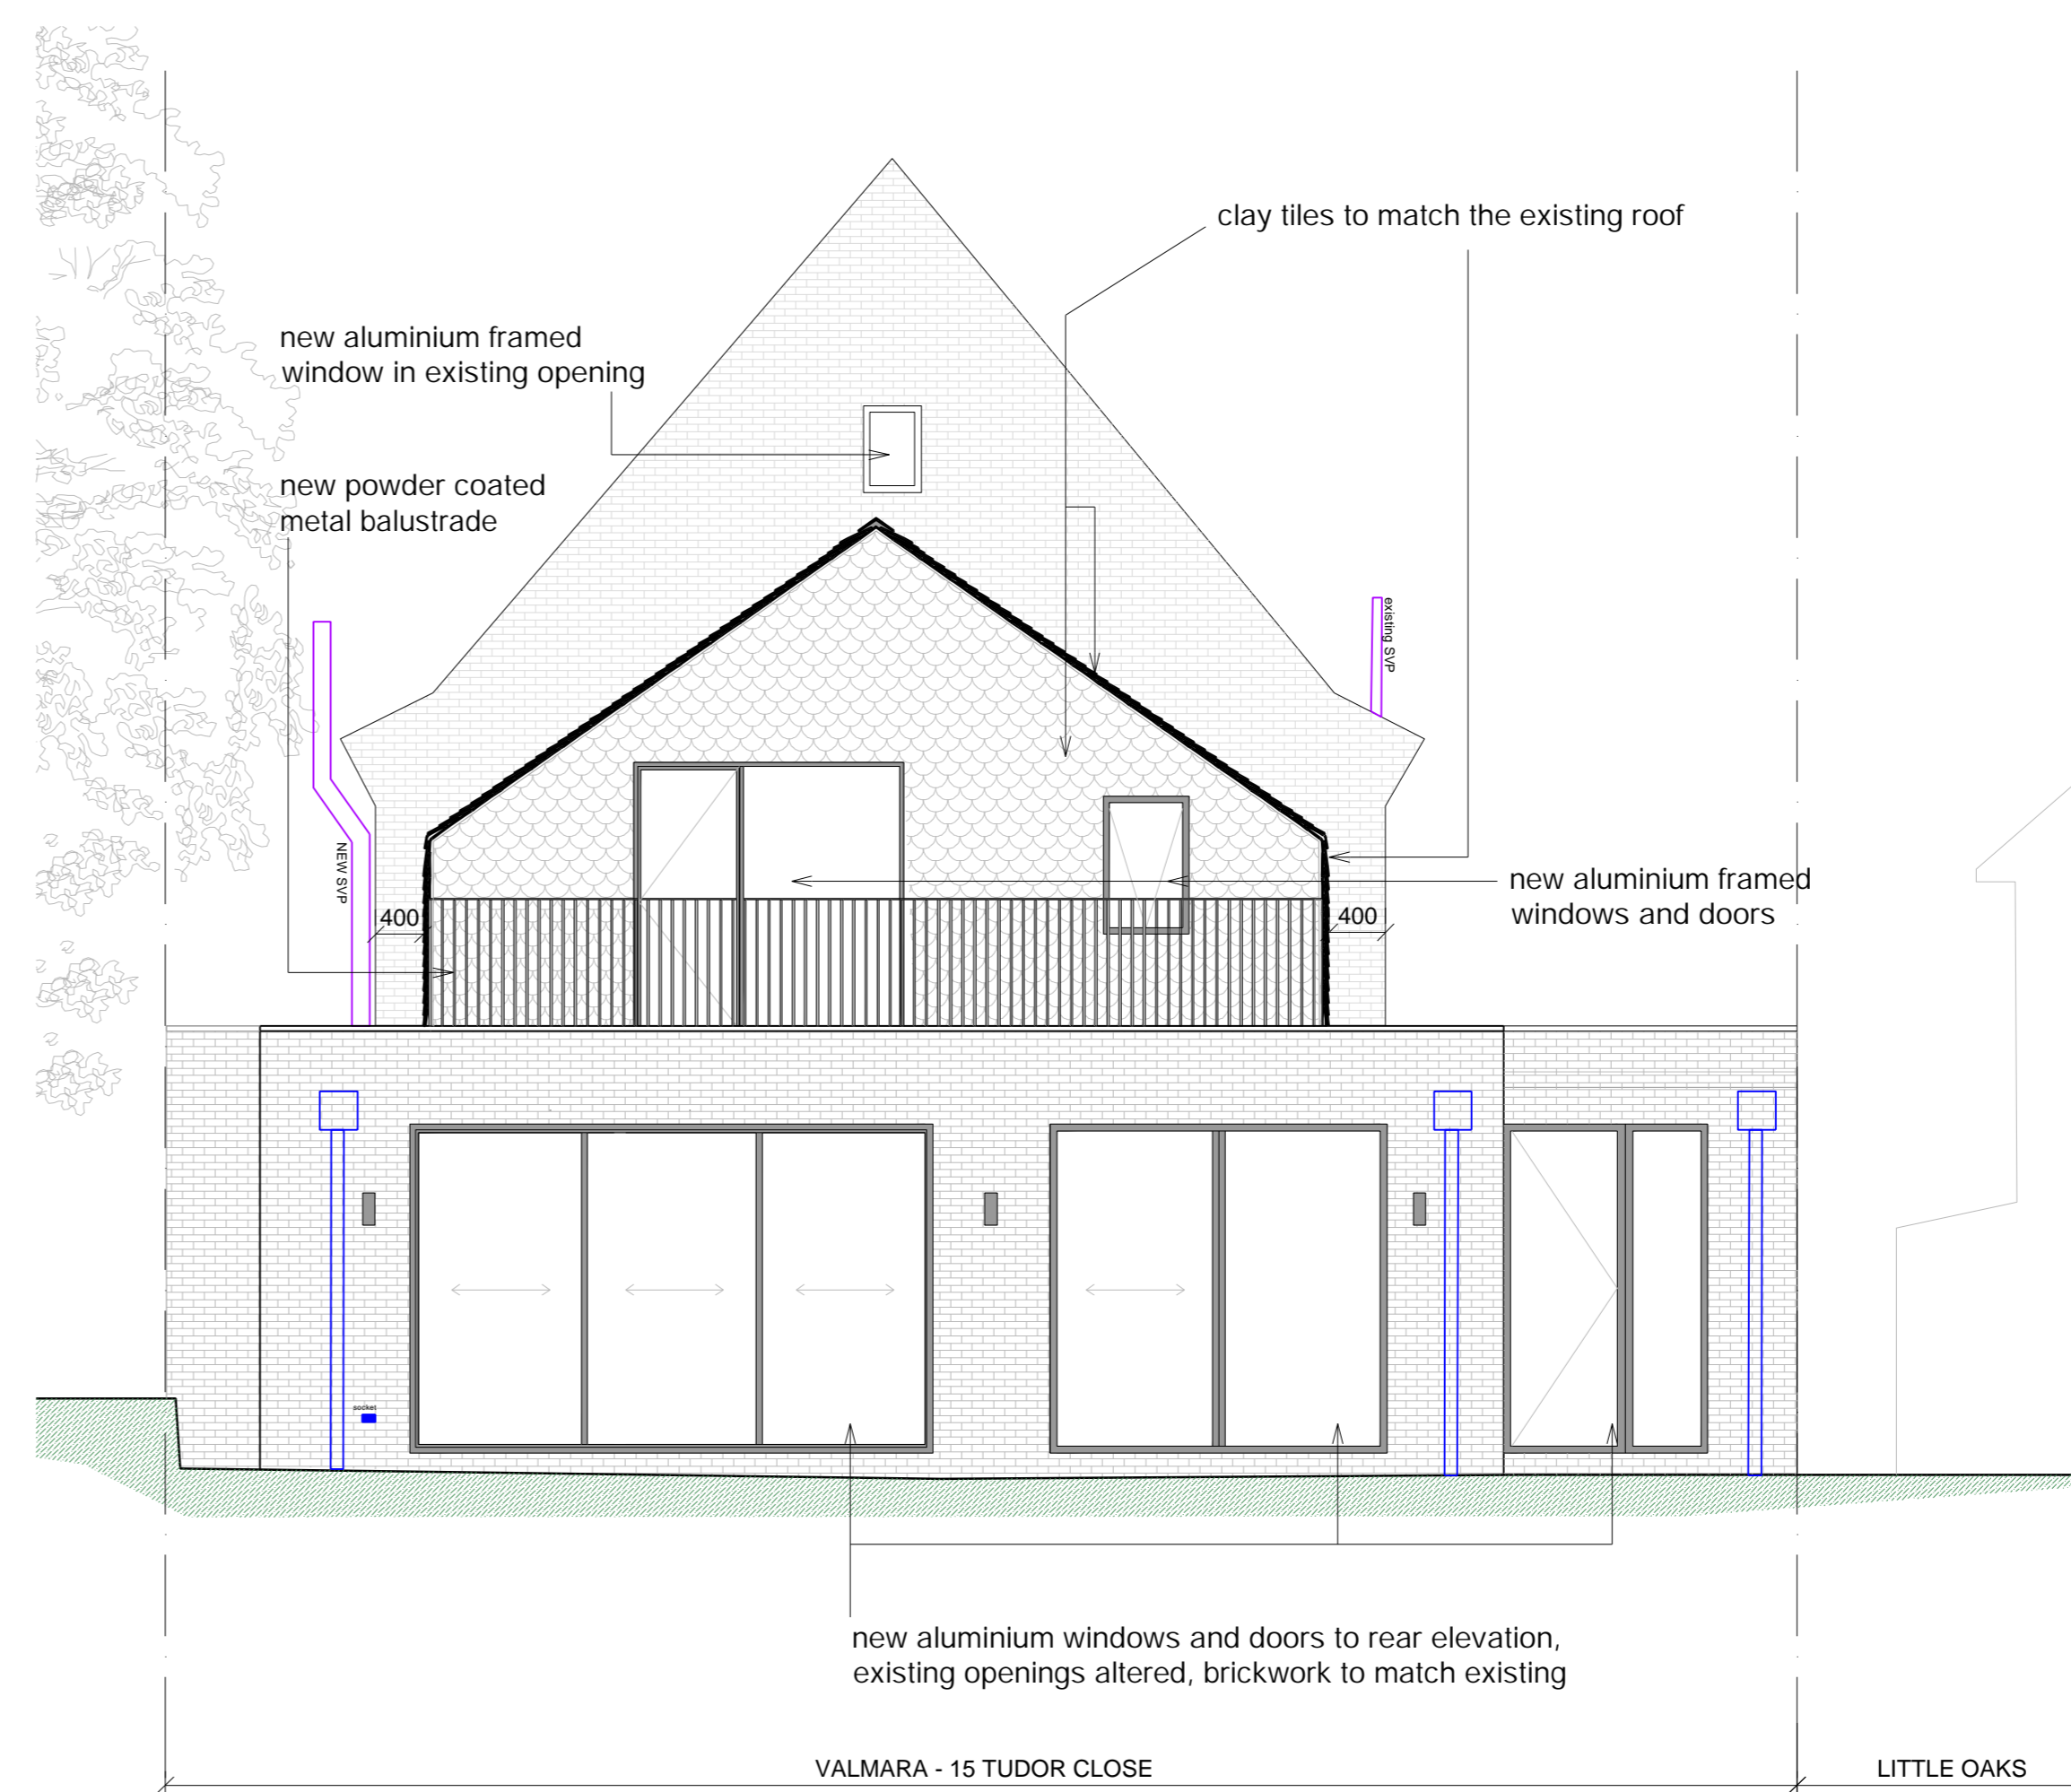 clay tiles to match the existing roof
new aluminium framed
window in existing opening
new powder coated
metal balustrade
existing SVP
NEW SVP
new aluminium framed
windows and doors
400
400
socket
new aluminium windows and doors to rear elevation,
existing openings altered, brickwork to match existing
VALMARA - 15 TUDOR CLOSE
LITTLE OAKS